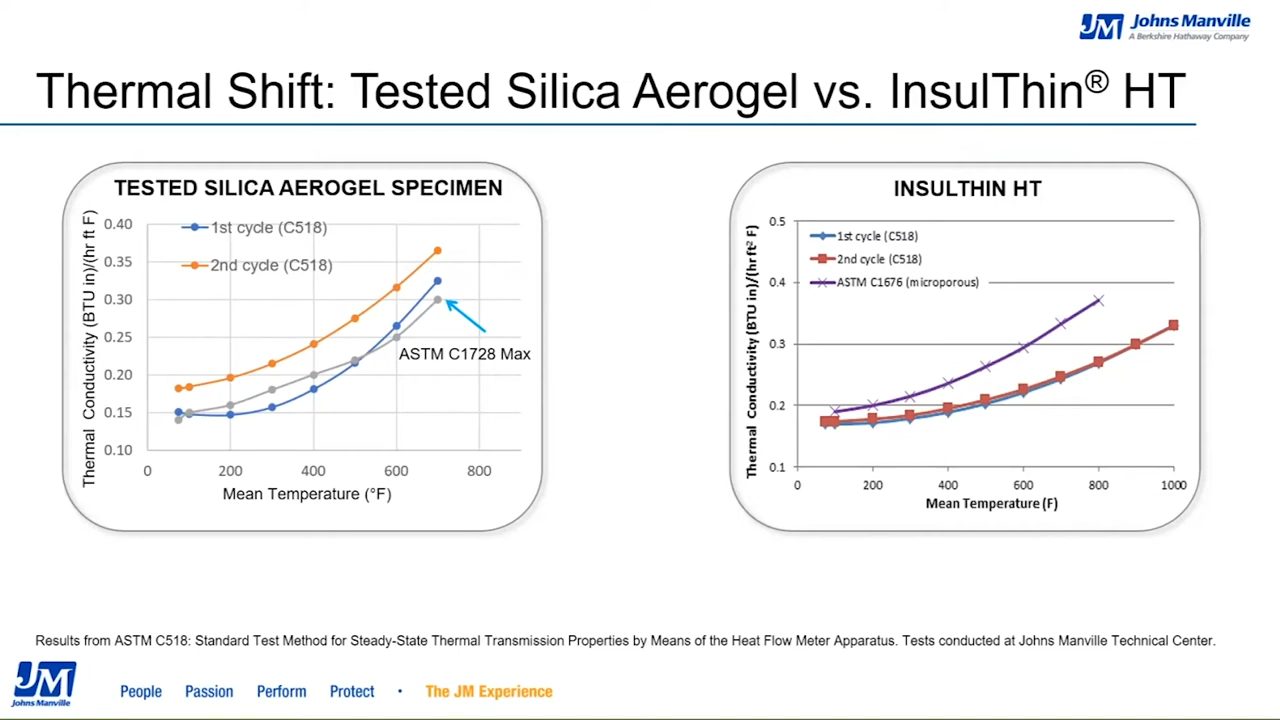 JM Johns Manville
A Berkshire Hathaway Company
Thermal Shift: Tested Silica Aerogel vs. InsulThin® HT
TESTED SILICA AEROGEL SPECIMEN
Thermal Conductivity (BTU in)/(hr ft F)
0.40
0.35
0.30
0.25
0.20
0.15
0.10
1st cycle (C518)
2nd cycle (C518)
ASTM C1728 Max
0 200 400 600 800
Mean Temperature (°F)
INSULTHIN HT
Thermal Conductivity (BTU in)/(hr ft² F)
0.5
0.4
0.3
0.2
0.1
1st cycle (C518)
2nd cycle (C518)
ASTM C1676 (microporous)
0 200 400 600 800 1000
Mean Temperature (F)
Results from ASTM C518: Standard Test Method for Steady-State Thermal Transmission Properties by Means of the Heat Flow Meter Apparatus. Tests conducted at Johns Manville Technical Center.
JM
Johns Manville
People Passion Perform Protect · The JM Experience